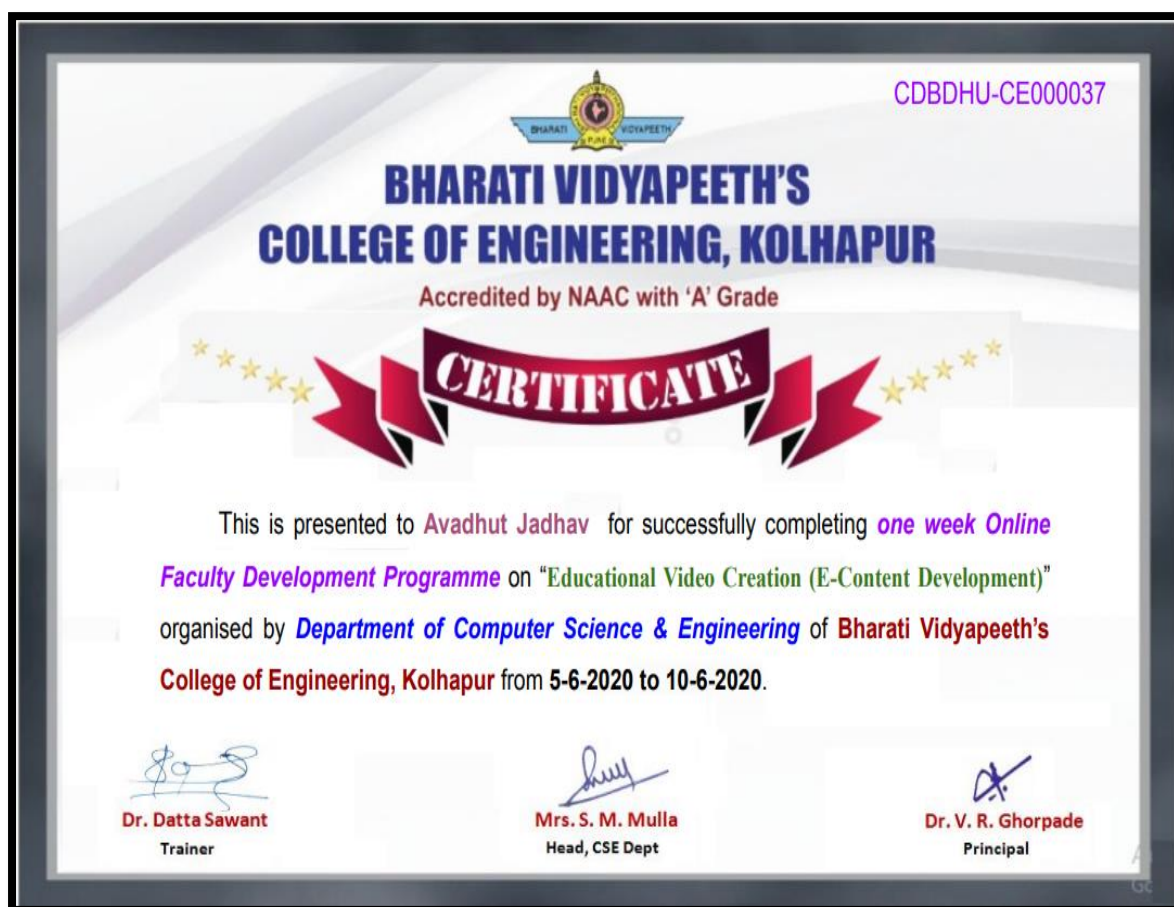 CDBDHU-CE000037
BHARATI VIDYAPEETH
PUNE
BHARATI VIDYAPEETH'S
COLLEGE OF ENGINEERING, KOLHAPUR
Accredited by NAAC with ‘A’ Grade
CERTIFICATE
This is presented to Avadhut Jadhav for successfully completing one week Online
Faculty Development Programme on “Educational Video Creation (E-Content Development)”
organised by Department of Computer Science & Engineering of Bharati Vidyapeeth’s
College of Engineering, Kolhapur from 5-6-2020 to 10-6-2020.
Dr. Datta Sawant
Trainer
Mrs. S. M. Mulla
Head, CSE Dept
Dr. V. R. Ghorpade
Principal